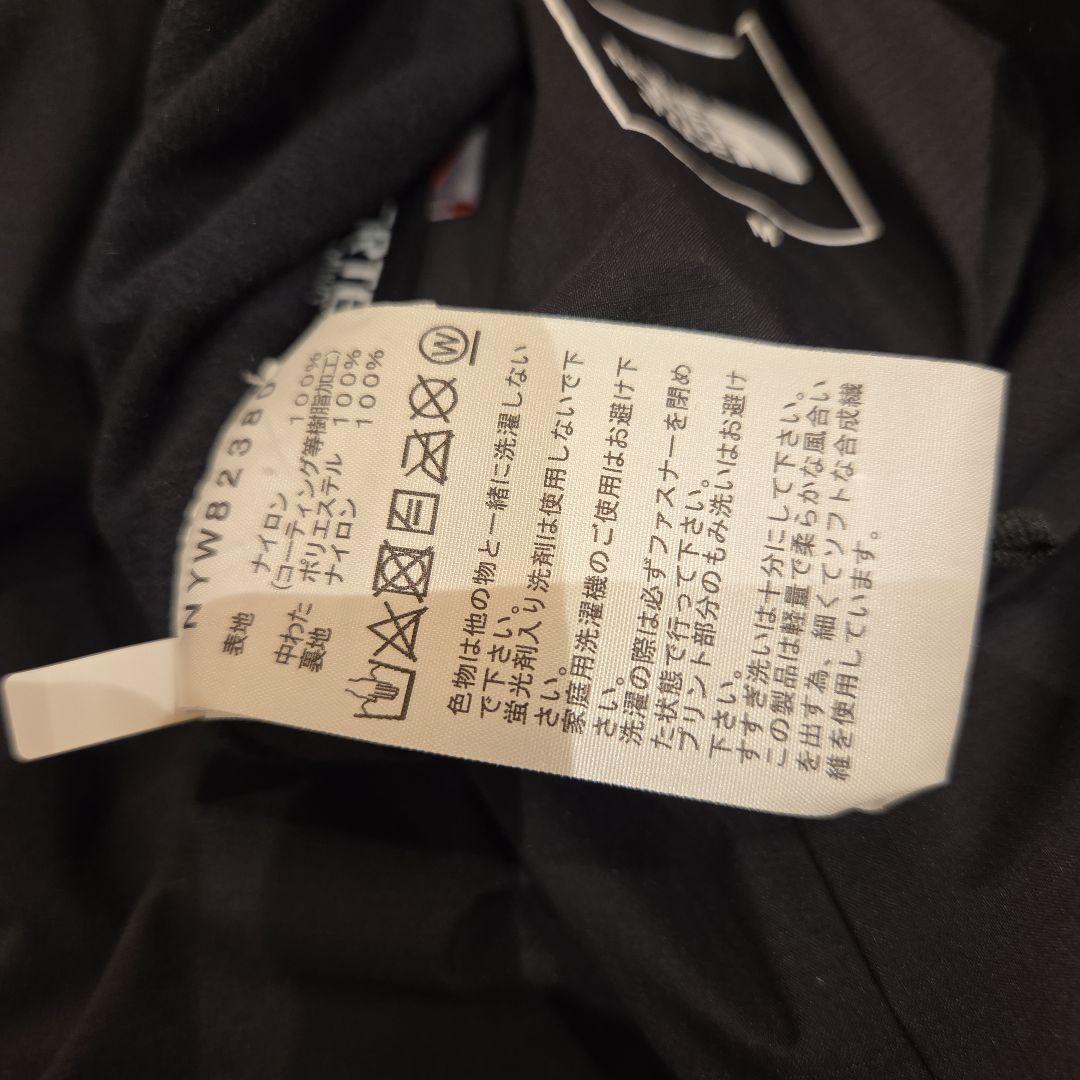 NYW82380
表地 ナイロン 100%
(コーティング等樹脂加工)
中わた ポリエステル 100%
裏地 ナイロン 100%
W
色物は他の物と一緒に洗濯しない
で下さい。
蛍光剤入り洗剤は使用しないで下
さい。
家庭用洗濯機のご使用はお避け下
さい。
洗濯の際は必ずファスナーを閉め
た状態で行って下さい。
プリント部分のもみ洗いはお避け
下さい。
すすぎ洗いは十分にして下さい。
この製品は軽量で柔らかな風合い
を出す為、細くてソフトな合成繊
維を使用しています。